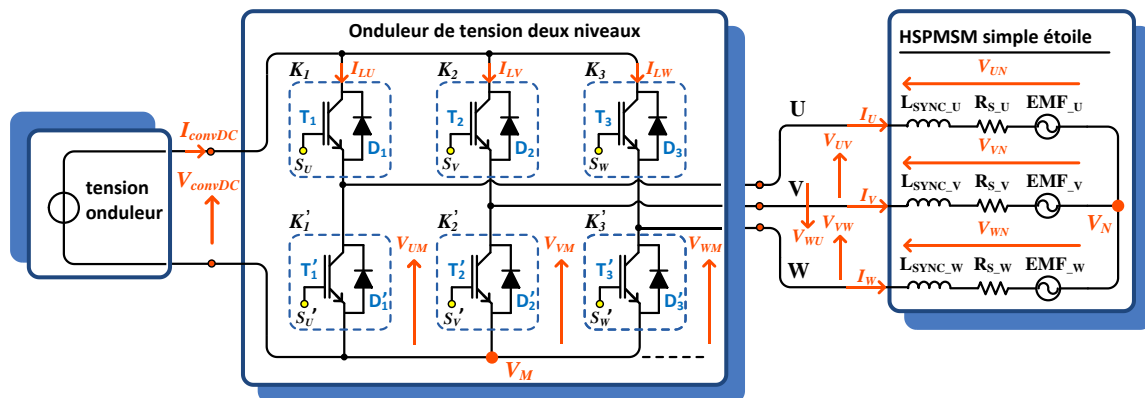 Onduleur de tension deux niveaux
HSPMSM simple étoile
K1 ILU K2 ILV K3 ILW
T1 D1 T2 D2 T3 D3
SU SV SW
IconvDC
VconvDC
tension
onduleur
K'1 K'2 K'3
VUM VVM VWM
T'1 D'1 T'2 D'2 T'3 D'3
SU' SV' SW'
VM
U IU
VUV
V IV
VWU VVW
W IW
VUN
LSYNC_U RS_U EMF_U
VVN
LSYNC_V RS_V EMF_V
VN
VWN
LSYNC_W RS_W EMF_W